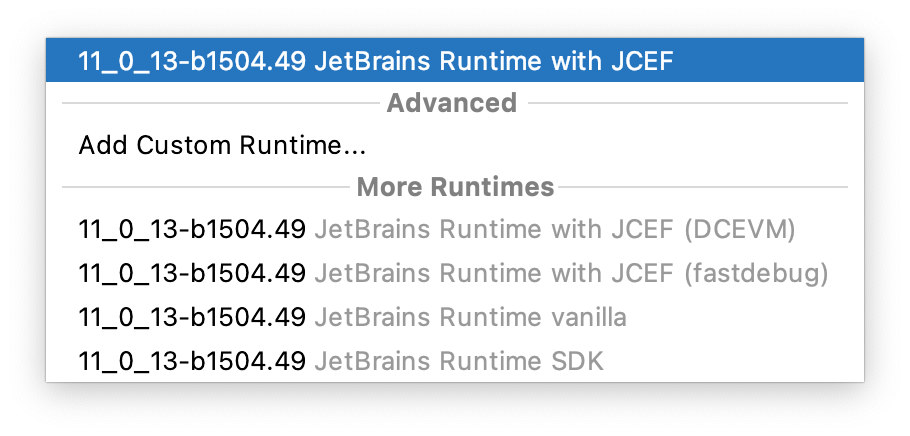 11_0_13-b1504.49 JetBrains Runtime with JCEF
Advanced
Add Custom Runtime...
More Runtimes
11_0_13-b1504.49 JetBrains Runtime with JCEF (DCEVM)
11_0_13-b1504.49 JetBrains Runtime with JCEF (fastdebug)
11_0_13-b1504.49 JetBrains Runtime vanilla
11_0_13-b1504.49 JetBrains Runtime SDK